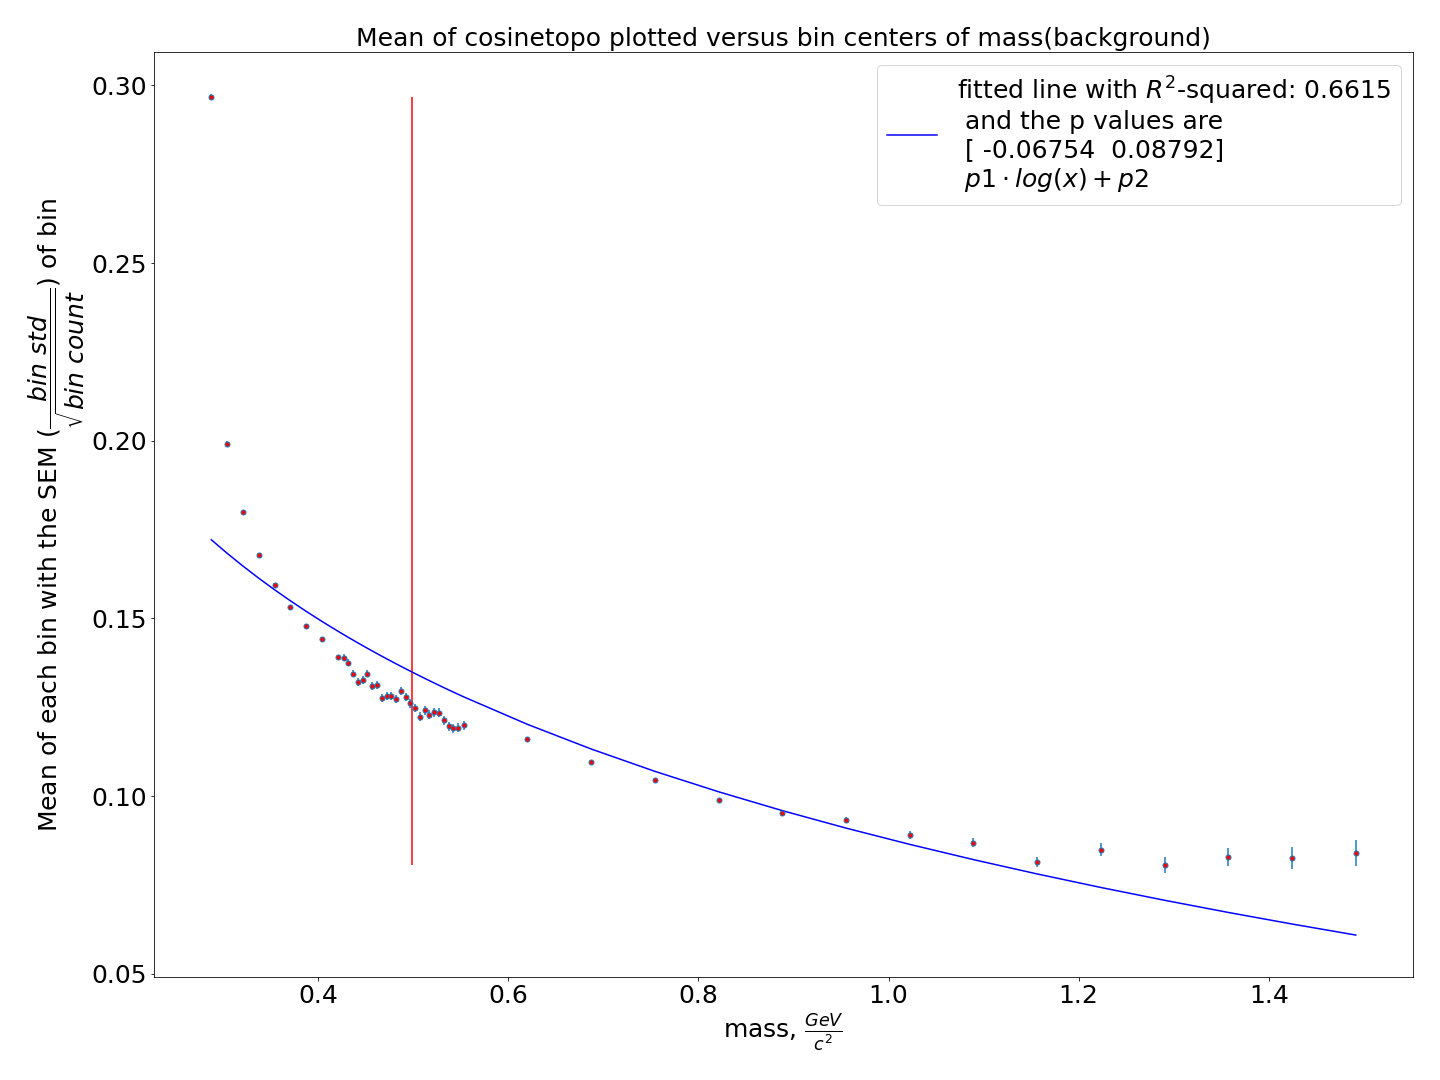 Mean of cosinetopo plotted versus bin centers of mass(background)
fitted line with R²-squared: 0.6615
and the p values are
[ -0.06754  0.08792]
p1 · log(x) + p2
Mean of each bin with the SEM (bin std / √bin count) of bin
0.30
0.25
0.20
0.15
0.10
0.05
0.4 0.6 0.8 1.0 1.2 1.4
mass, GeV/c²